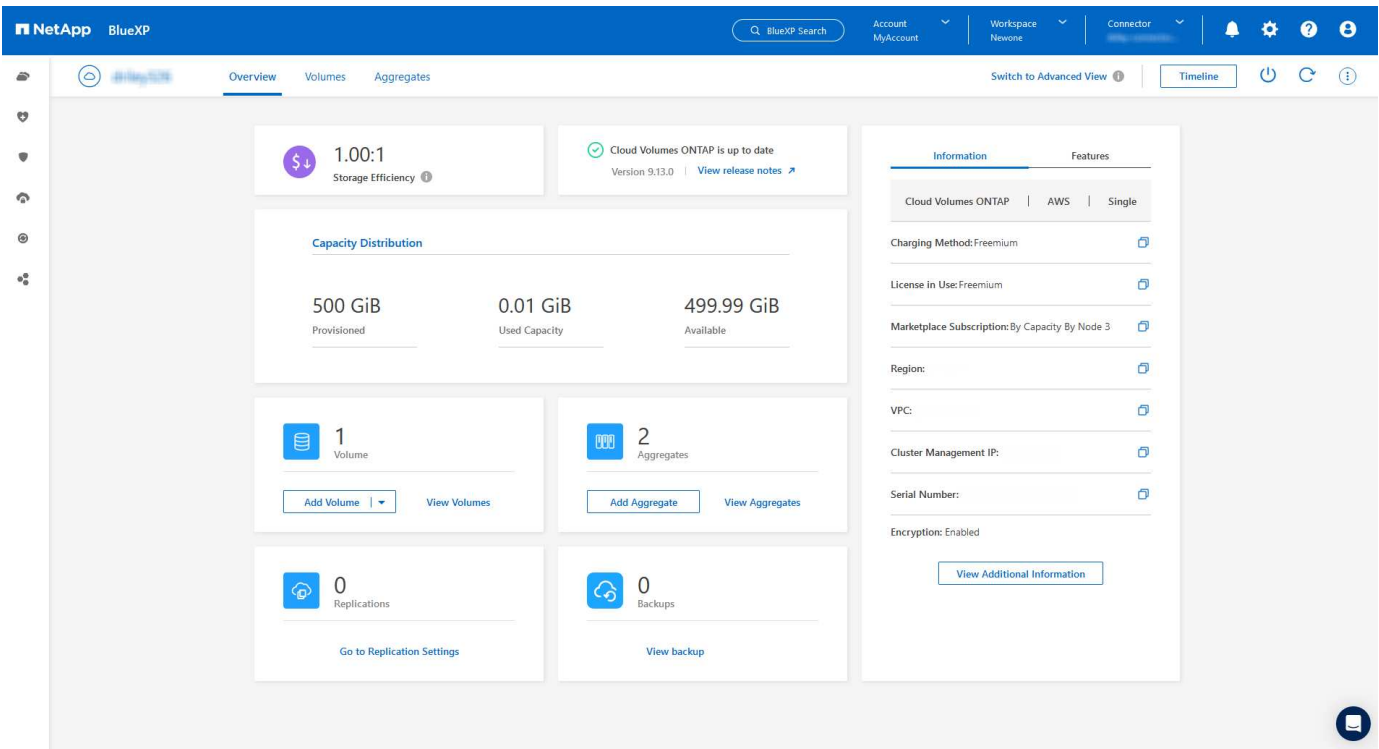 NetApp BlueXP
BlueXP Search
Account
MyAccount
Workspace
Newone
Connector
Overview Volumes Aggregates
Switch to Advanced View
Timeline
1.00:1
Storage Efficiency
Cloud Volumes ONTAP is up to date
Version 9.13.0 | View release notes
Capacity Distribution
500 GiB
Provisioned
0.01 GiB
Used Capacity
499.99 GiB
Available
1
Volume
Add Volume
View Volumes
2
Aggregates
Add Aggregate
View Aggregates
0
Replications
Go to Replication Settings
0
Backups
View backup
Information Features
Cloud Volumes ONTAP | AWS | Single
Charging Method: Freemium
License in Use: Freemium
Marketplace Subscription: By Capacity By Node 3
Region:
VPC:
Cluster Management IP:
Serial Number:
Encryption: Enabled
View Additional Information